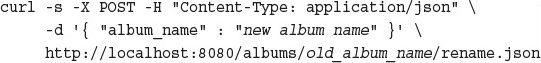 curl -s -X POST -H "Content-Type: application/json" \
-d '{ "album_name" : "new album name" }' \
http://localhost:8080/albums/old_album_name/rename.json